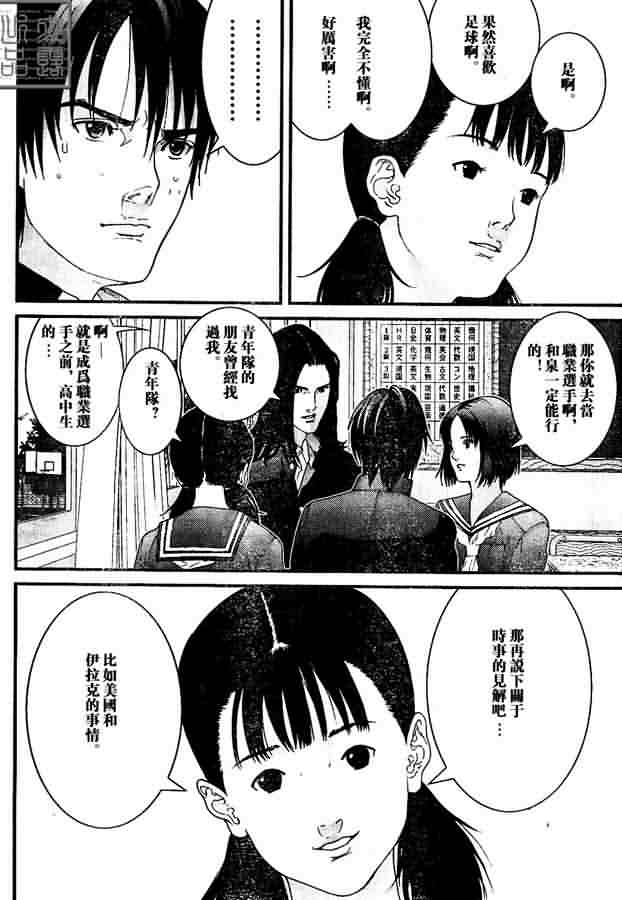 是啊。
果然喜歡
足球啊。
我完全不懂啊。
好厲害啊……
…………
…………
那你就去當
職業選手啊，
和泉一定能行
的！
青年隊的
朋友曾經找
過我。
青年隊？
啊—
就是成爲職業選
手之前，高中生
的…
那再説下關于
時事的見解吧
…
比如美國和
伊拉克的事情。